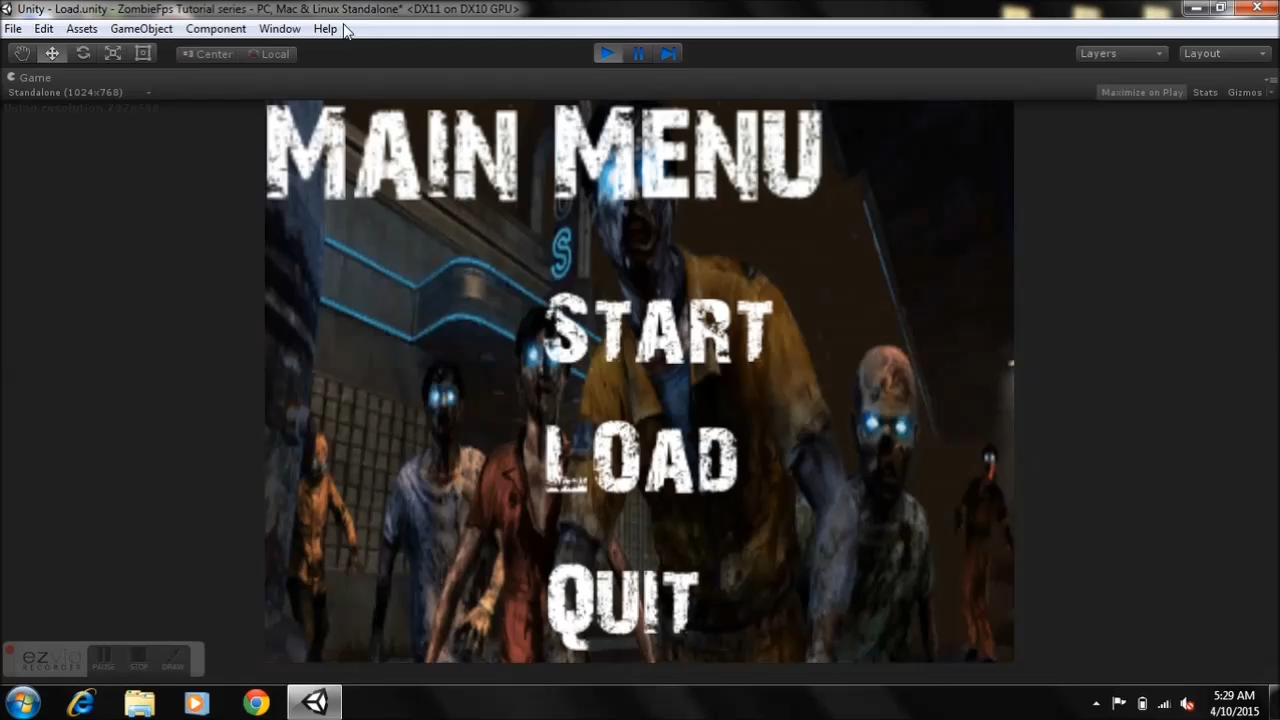 Unity - Load.unity - ZombieFps Tutorial series - PC, Mac & Linux Standalone* <DX11 on DX10 GPU>
File Edit Assets GameObject Component Window Help
Center Local Layers Layout
Game
Standalone (1024x768) Maximize on Play Stats Gizmos
MAIN MENU
START
LOAD
QUIT
ezvid
RECORDER PAUSE STOP DRAW
5:29 AM
4/10/2015